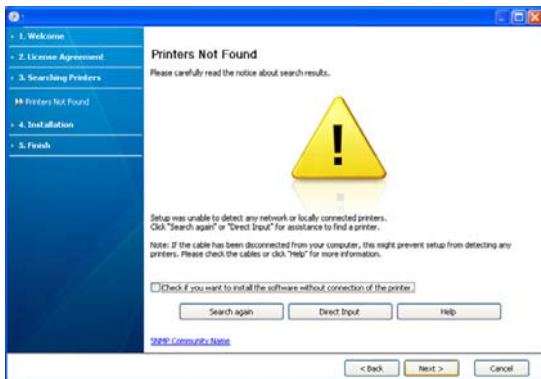 1. Welcome
2. License Agreement
3. Searching Printers
Printers Not Found
4. Installation
5. Finish
Printers Not Found
Please carefully read the notice about search results.
Setup was unable to detect any network or locally connected printers.
Click "Search again" or "Direct Input" for assistance to find a printer.
Note: If the cable has been disconnected from your computer, this might prevent setup from detecting any
printers. Please check the cables or click "Help" for more information.
Check if you want to install the software without connection of the printer.
Search again
Direct Input
Help
SNMP Community Name
< Back
Next >
Cancel